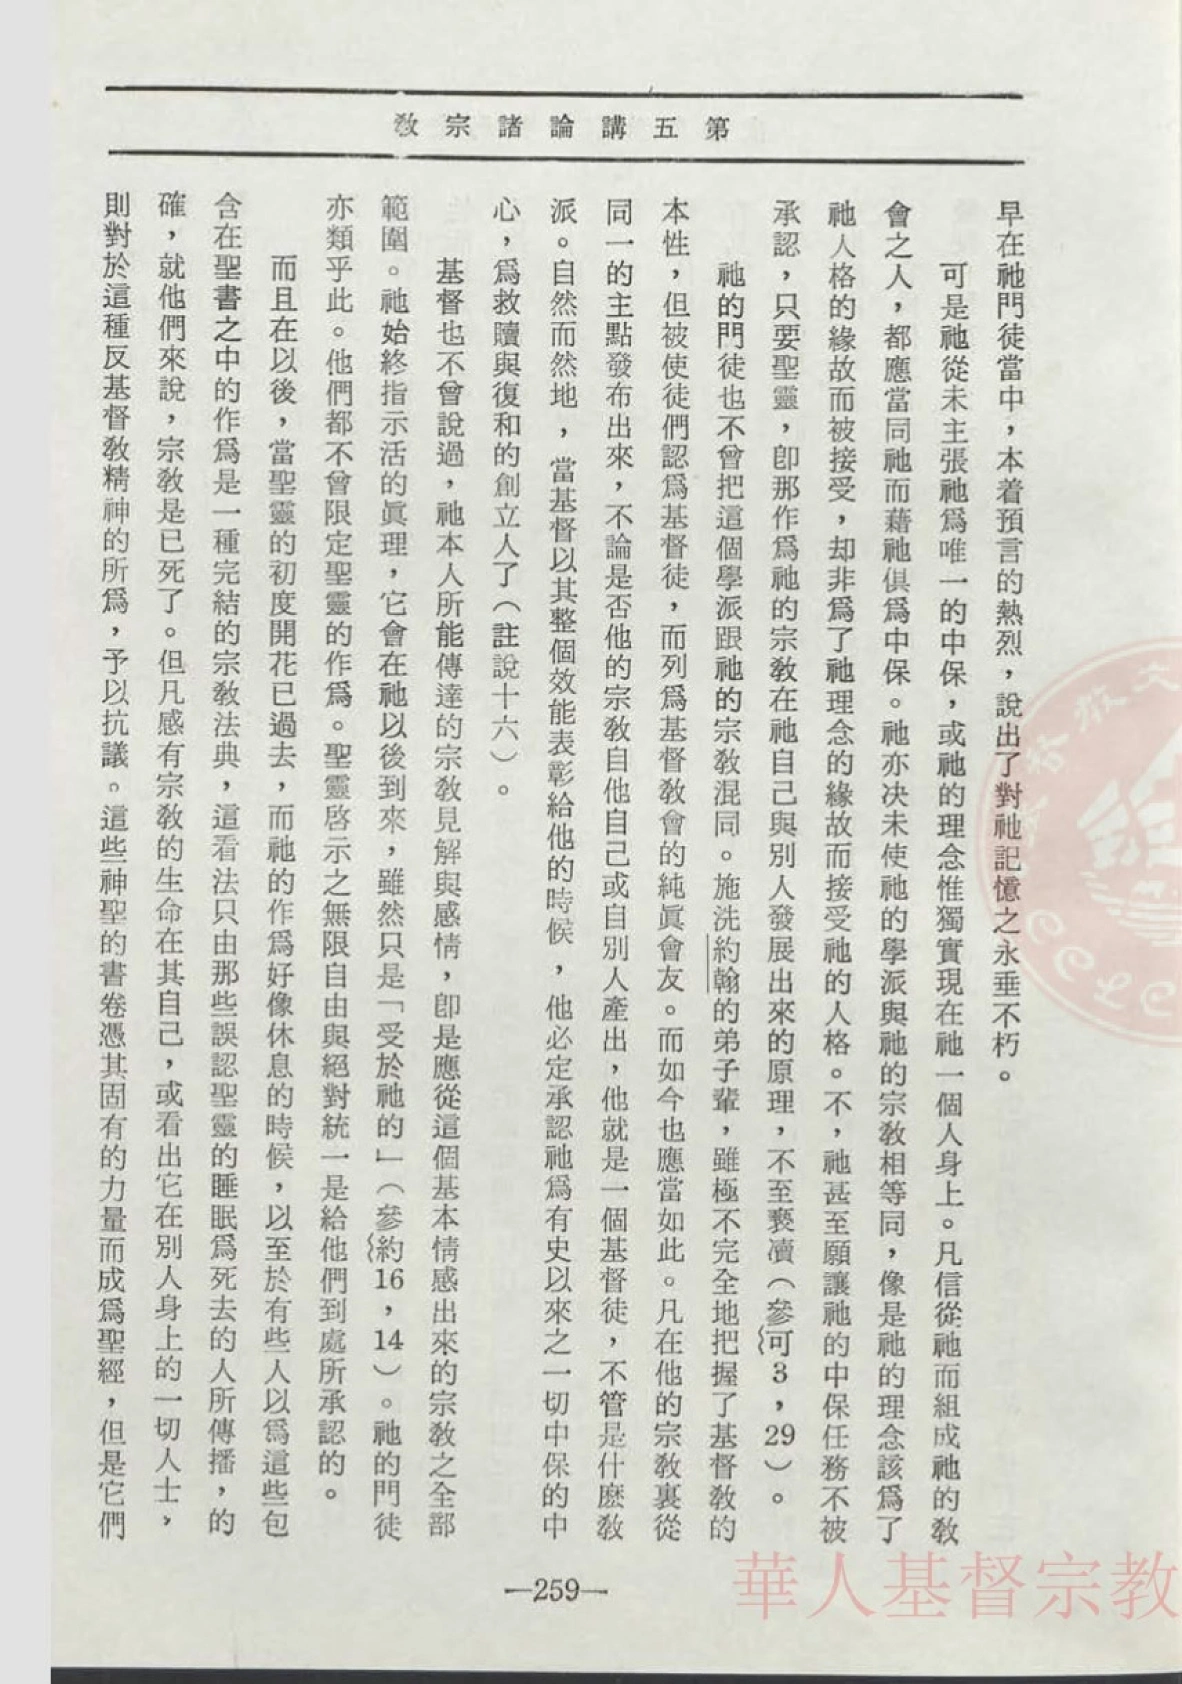 第五講論諸宗教
早在祂門徒當中，本着預言的熱烈，說出了對祂記憶之永垂不朽。
可是祂從未主張祂爲唯一的中保，或祂的理念惟獨實現在祂一個人身上。凡信從祂而組成祂的教
會之人，都應當同祂而藉祂俱爲中保。祂亦決未使祂的學派與祂的宗教相等同，像是祂的理念該爲了
祂人格的緣故而被接受，却非爲了祂理念的緣故而接受祂的人格。不，祂甚至願讓祂的中保任務不被
承認，只要聖靈，卽那作爲祂的宗教在祂自己與別人發展出來的原理，不至褻瀆（參可3，29）。
祂的門徒也不曾把這個學派跟祂的宗教混同。施洗約翰的弟子輩，雖極不完全地把握了基督教的
本性，但被使徒們認爲基督徒，而列爲基督教會的純眞會友。而如今也應當如此。凡在他的宗教裏從
同一的主點發布出來，不論是否他的宗教自他自己或自別人產出，他就是一個基督徒，不管是什麽教
派。自然而然地，當基督以其整個效能表彰給他的時候，他必定承認祂爲有史以來之一切中保的中
心，爲救贖與復和的創立人了（註說十六）。
基督也不曾說過，祂本人所能傳達的宗教見解與感情，卽是應從這個基本情感出來的宗教之全部
範圍。祂始終指示活的眞理，它會在祂以後到來，雖然只是「受於祂的」（參約16，14）。祂的門徒
亦類乎此。他們都不曾限定聖靈的作爲。聖靈啓示之無限自由與絕對統一是給他們到處所承認的。
而且在以後，當聖靈的初度開花已過去，而祂的作爲好像休息的時候，以至於有些人以爲這些包
含在聖書之中的作爲是一種完結的宗教法典，這看法只由那些誤認聖靈的睡眠爲死去的人所傳播，的
確，就他們來說，宗教是已死了。但凡感有宗教的生命在其自己，或看出它在別人身上的一切人士，
則對於這種反基督教精神的所爲，予以抗議。這些神聖的書卷憑其固有的力量而成爲聖經，但是它們
—259—
華人基督宗教